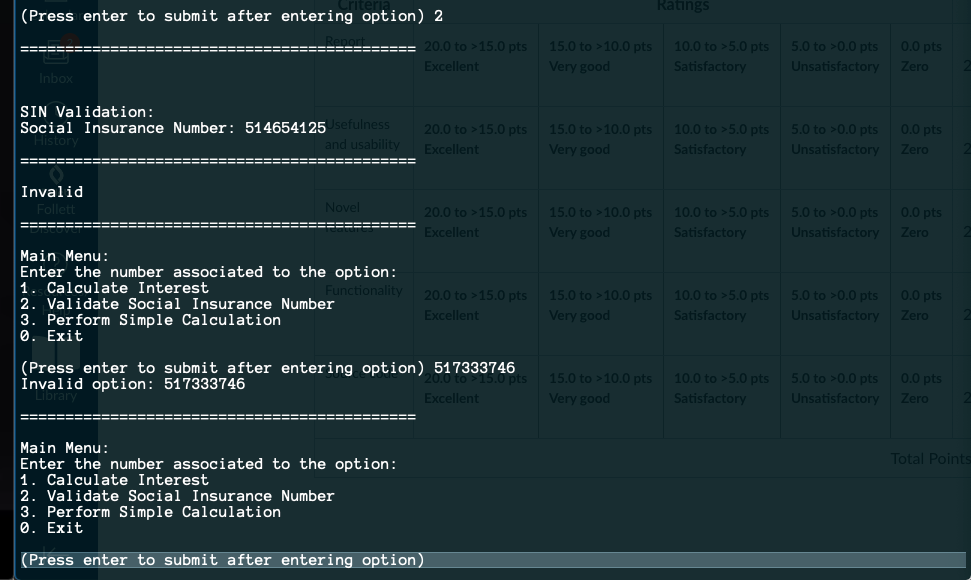 (Press enter to submit after entering option) 2
============================================
SIN Validation:
Social Insurance Number: 514654125
============================================
Invalid
============================================
Main Menu:
Enter the number associated to the option:
1. Calculate Interest
2. Validate Social Insurance Number
3. Perform Simple Calculation
0. Exit
(Press enter to submit after entering option) 517333746
Invalid option: 517333746
============================================
Main Menu:
Enter the number associated to the option:
1. Calculate Interest
2. Validate Social Insurance Number
3. Perform Simple Calculation
0. Exit
(Press enter to submit after entering option)
Inbox
History
Follett
Discover
Library
Criteria Ratings
Report 20.0 to >15.0 pts 15.0 to >10.0 pts 10.0 to >5.0 pts 5.0 to >0.0 pts 0.0 pts
Excellent Very good Satisfactory Unsatisfactory Zero
Usefulness 20.0 to >15.0 pts 15.0 to >10.0 pts 10.0 to >5.0 pts 5.0 to >0.0 pts 0.0 pts
and usability Excellent Very good Satisfactory Unsatisfactory Zero
Novel 20.0 to >15.0 pts 15.0 to >10.0 pts 10.0 to >5.0 pts 5.0 to >0.0 pts 0.0 pts
features Excellent Very good Satisfactory Unsatisfactory Zero
Functionality 20.0 to >15.0 pts 15.0 to >10.0 pts 10.0 to >5.0 pts 5.0 to >0.0 pts 0.0 pts
Excellent Very good Satisfactory Unsatisfactory Zero
20.0 to >15.0 pts 15.0 to >10.0 pts 10.0 to >5.0 pts 5.0 to >0.0 pts 0.0 pts
Excellent Very good Satisfactory Unsatisfactory Zero
Total Points